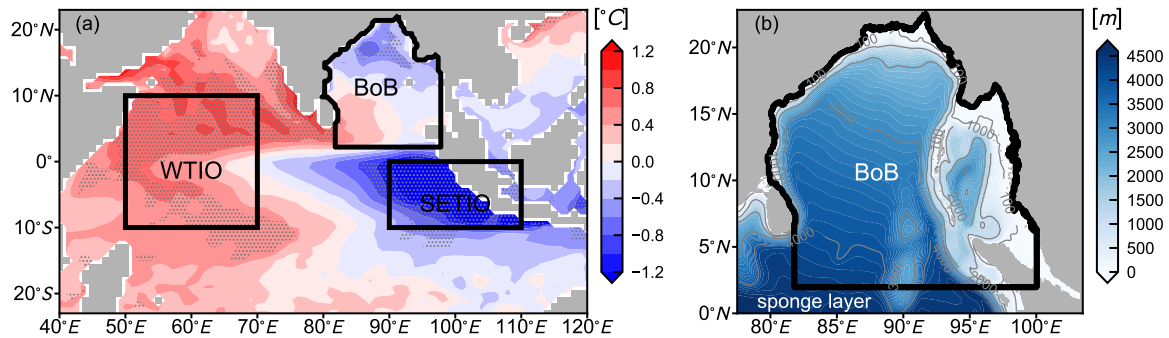 (a)
[°C]
20°N
10°N
0°
10°S
20°S
40°E
50°E
60°E
70°E
80°E
90°E
100°E
110°E
120°E
WTIO
BoB
SETIO
1.2
0.8
0.4
0.0
−0.4
−0.8
−1.2
(b)
[m]
20°N
15°N
10°N
5°N
0°N
80°E
85°E
90°E
95°E
100°E
BoB
sponge layer
1000
4500
4000
3500
3000
2500
2000
1500
1000
500
0